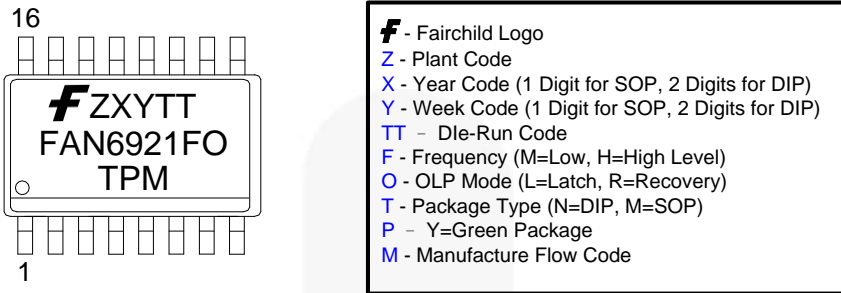 16
ZXYTT
FAN6921FO
TPM
1
- Fairchild Logo
Z - Plant Code
X - Year Code (1 Digit for SOP, 2 Digits for DIP)
Y - Week Code (1 Digit for SOP, 2 Digits for DIP)
TT – DIe-Run Code
F - Frequency (M=Low, H=High Level)
O - OLP Mode (L=Latch, R=Recovery)
T - Package Type (N=DIP, M=SOP)
P – Y=Green Package
M - Manufacture Flow Code